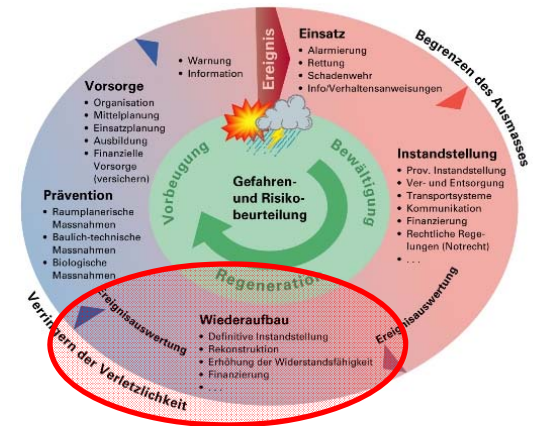 Ereignis
Einsatz
• Alarmierung
• Rettung
• Schadenwehr
• Info/Verhaltensanweisungen
Begrenzen des Ausmasses
Instandstellung
• Prov. Instandstellung
• Ver- und Entsorgung
• Transportsysteme
• Kommunikation
• Finanzierung
• Rechtliche Rege-
lungen (Notrecht)
• . . .
Ereignisauswertung
Wiederaufbau
• Definitive Instandstellung
• Rekonstruktion
• Erhöhung der Widerstandsfähigkeit
• Finanzierung
• . . .
Ereignisauswertung
Verringern der Verletzlichkeit
Prävention
• Raumplanerische
Massnahmen
• Baulich-technische
Massnahmen
• Biologische
Massnahmen
Vorsorge
• Organisation
• Mittelplanung
• Einsatzplanung
• Ausbildung
• Finanzielle
Vorsorge
(versichern)
• Warnung
• Information
Vorbeugung
Bewältigung
Regeneration
Gefahren-
und Risiko-
beurteilung